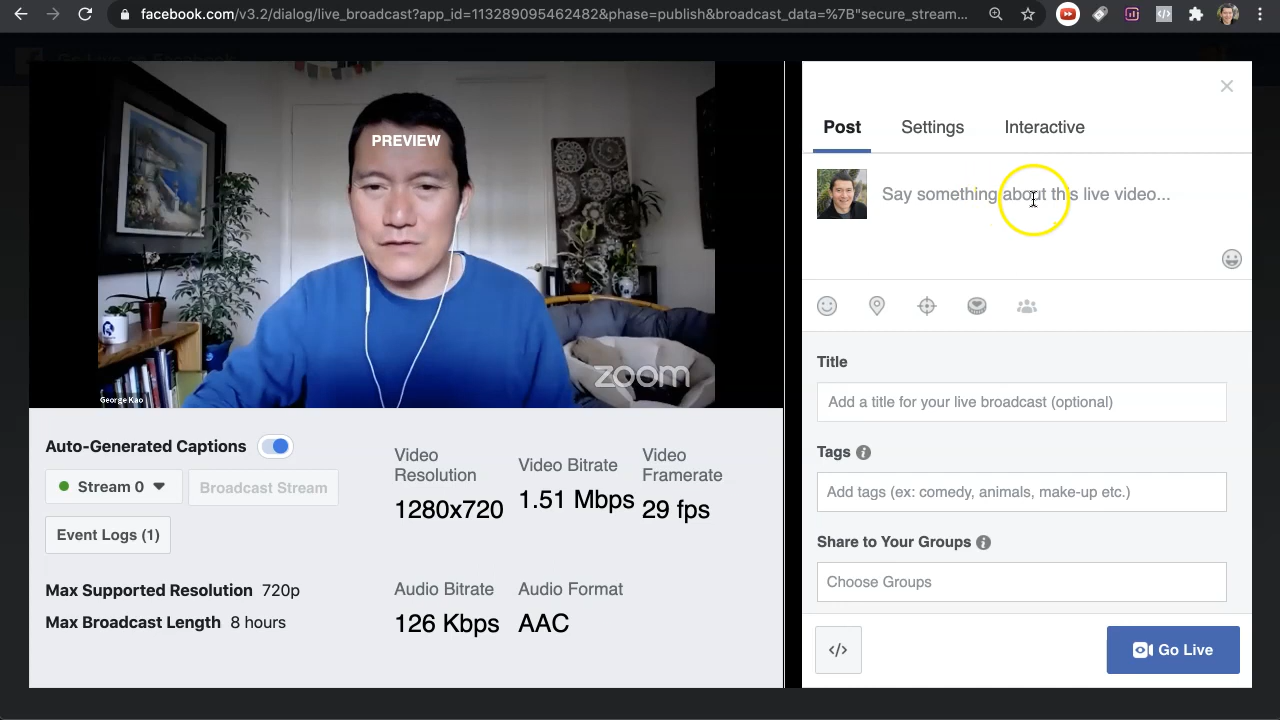 facebook.com/v3.2/dialog/live_broadcast?app_id=113289095462482&phase=publish&broadcast_data=%7B"secure_stream...
PREVIEW
zoom
George Kao
Auto-Generated Captions
Stream 0
Broadcast Stream
Event Logs (1)
Max Supported Resolution 720p
Max Broadcast Length 8 hours
Video Resolution
1280x720
Video Bitrate
1.51 Mbps
Video Framerate
29 fps
Audio Bitrate
126 Kbps
Audio Format
AAC
Post Settings Interactive
Say something about this live video...
Title
Add a title for your live broadcast (optional)
Tags
Add tags (ex: comedy, animals, make-up etc.)
Share to Your Groups
Choose Groups
</>
Go Live